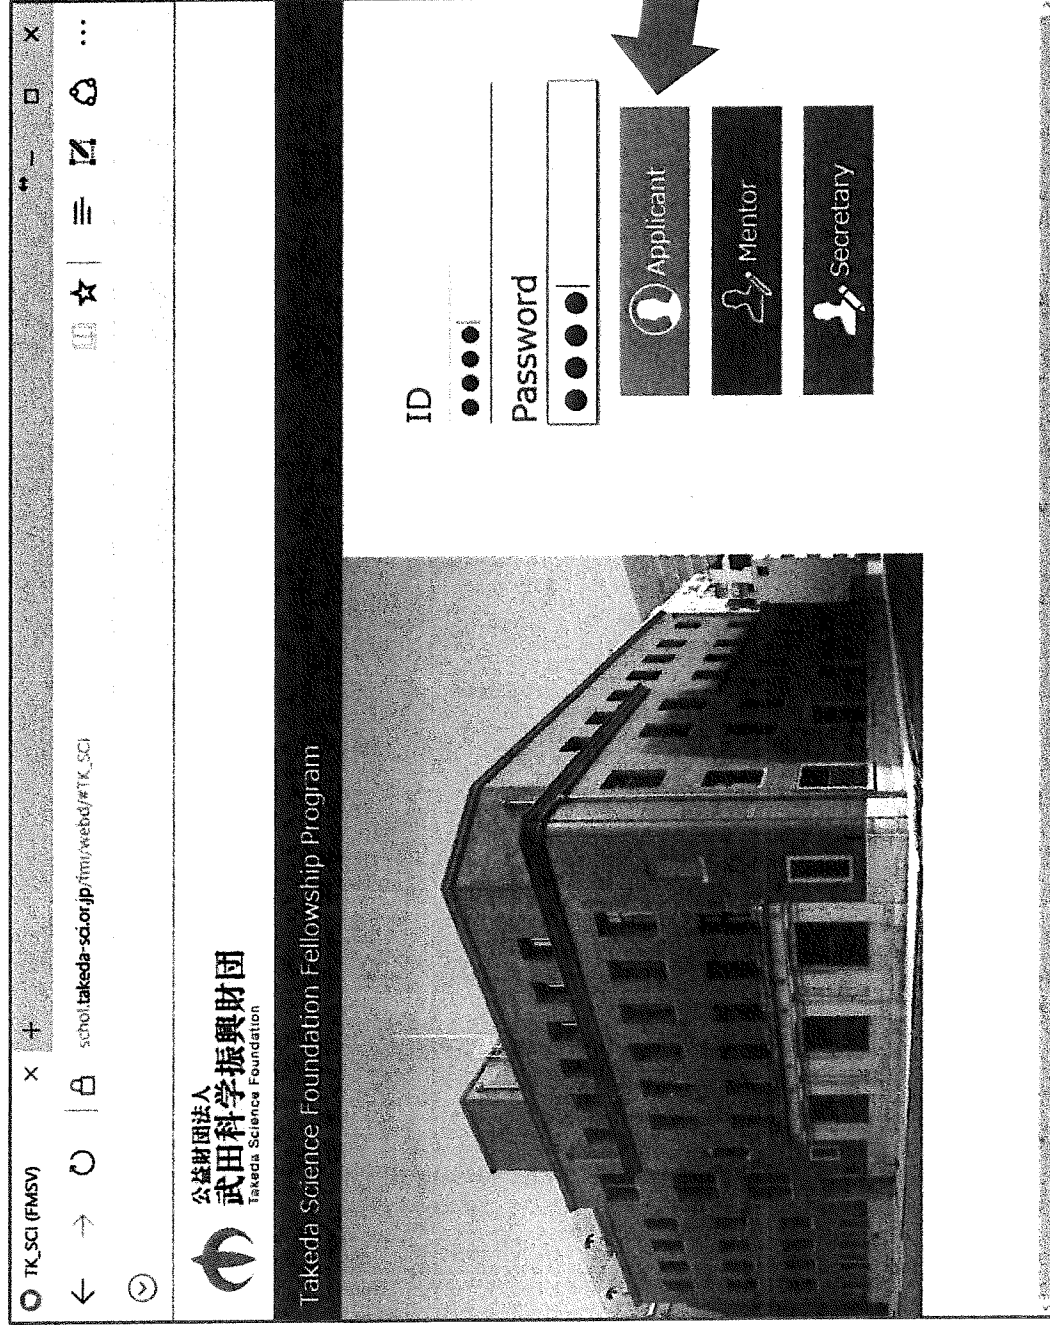 TK_SCI (FMSV)
schol.takeda-sci.or.jp/fmi/webd/#TK_SCI
公益財団法人
武田科学振興財団
Takeda Science Foundation
Takeda Science Foundation Fellowship Program
ID
Password
Applicant
Mentor
Secretary